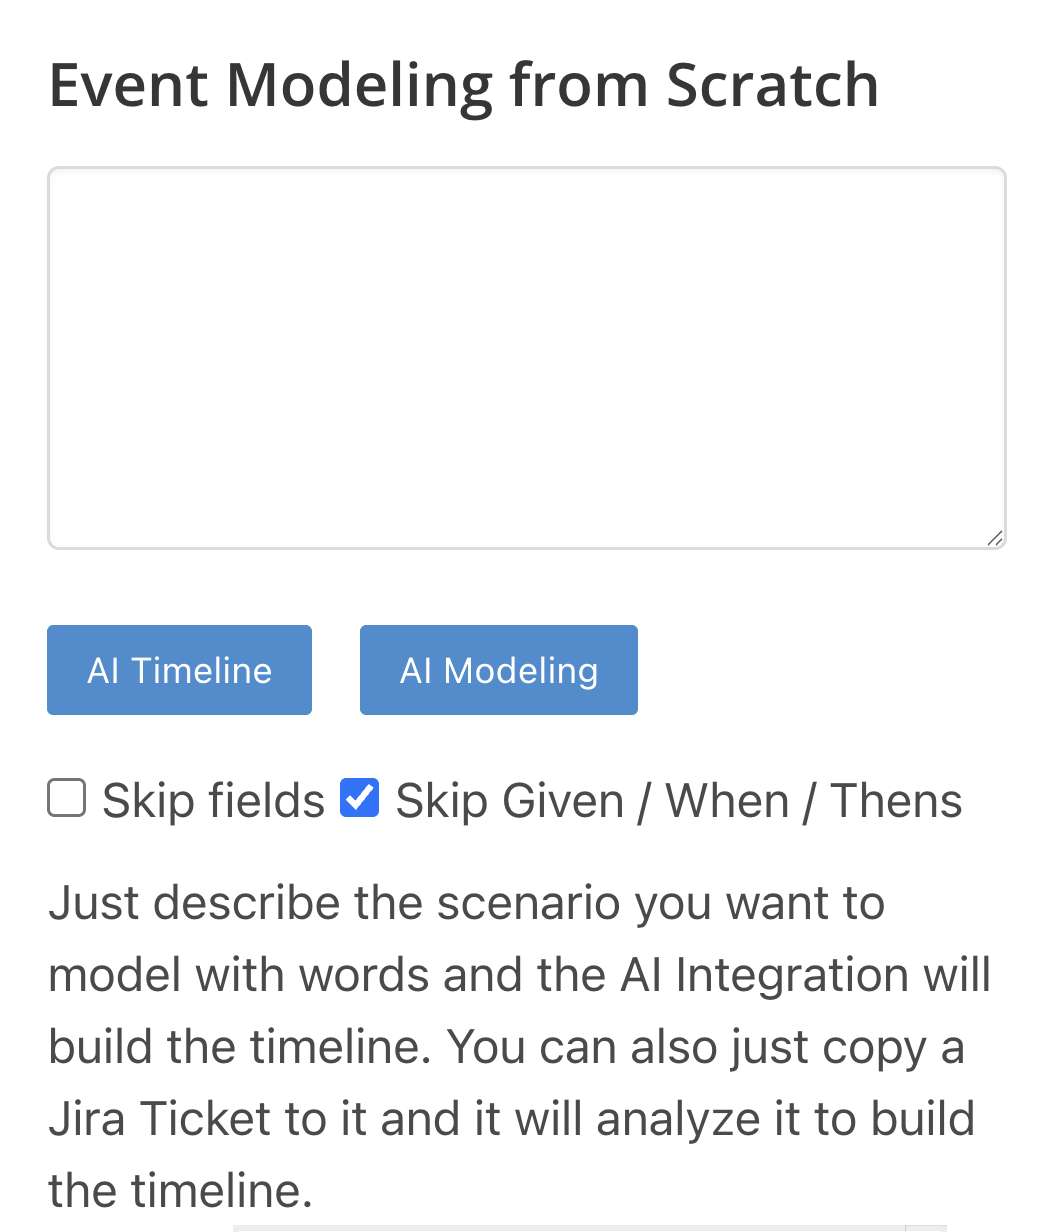 Event Modeling from Scratch
AI Timeline
AI Modeling
Skip fields
Skip Given / When / Thens
Just describe the scenario you want to
model with words and the AI Integration will
build the timeline. You can also just copy a
Jira Ticket to it and it will analyze it to build
the timeline.